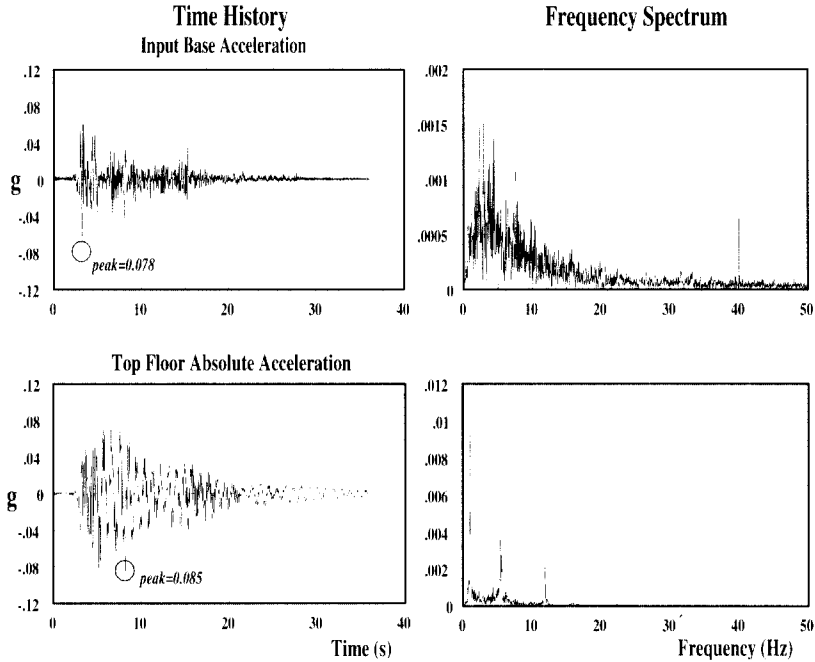 Time History
Input Base Acceleration
Frequency Spectrum
.12
.08
.04
0
-.04
-.08
-.12
g
peak=0.078
0 10 20 30 40
.002
.0015
.001
.0005
0
0 10 20 30 40 50
Top Floor Absolute Acceleration
.12
.08
.04
0
-.04
-.08
-.12
g
peak=0.085
0 10 20 30 40
Time (s)
.012
.01
.008
.006
.004
.002
0
0 10 20 30 40 50
Frequency (Hz)